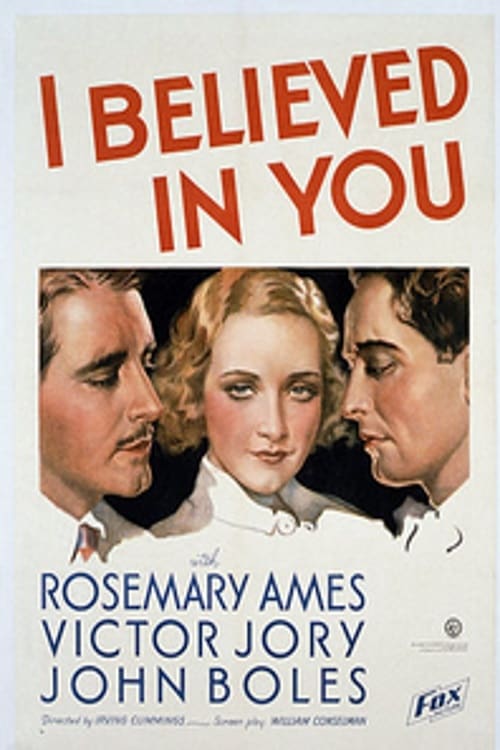 I BELIEVED
IN YOU
with
ROSEMARY AMES
VICTOR JORY
JOHN BOLES
Directed by IRVING CUMMINGS Screen play: WILLIAM CONSELMAN
FOX